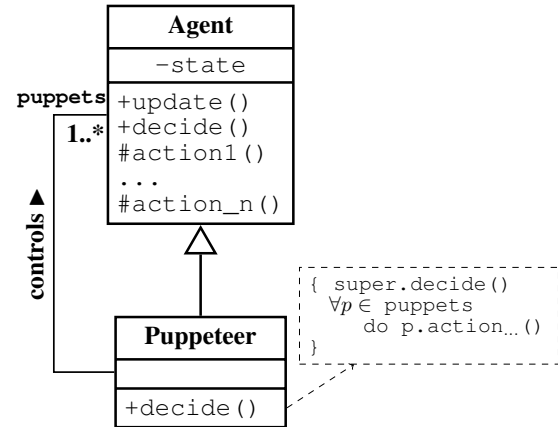 Agent
-state
puppets
+update()
1..*
+decide()
#action1()
...
#action_n()
controls ▶
{ super.decide()
∀p ∈ puppets
do p.action...()
}
Puppeteer
+decide()